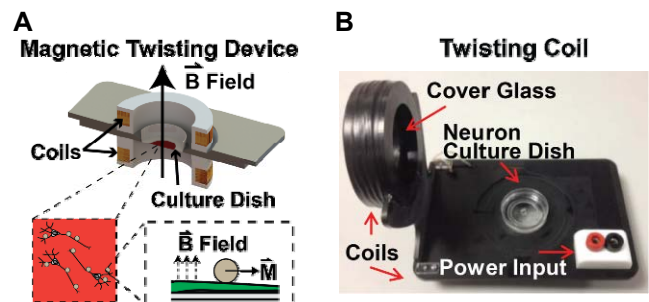 A
Magnetic Twisting Device
B Field
Coils
Culture Dish
B Field
M
B
Twisting Coil
Cover Glass
Neuron
Culture Dish
Coils
Power Input